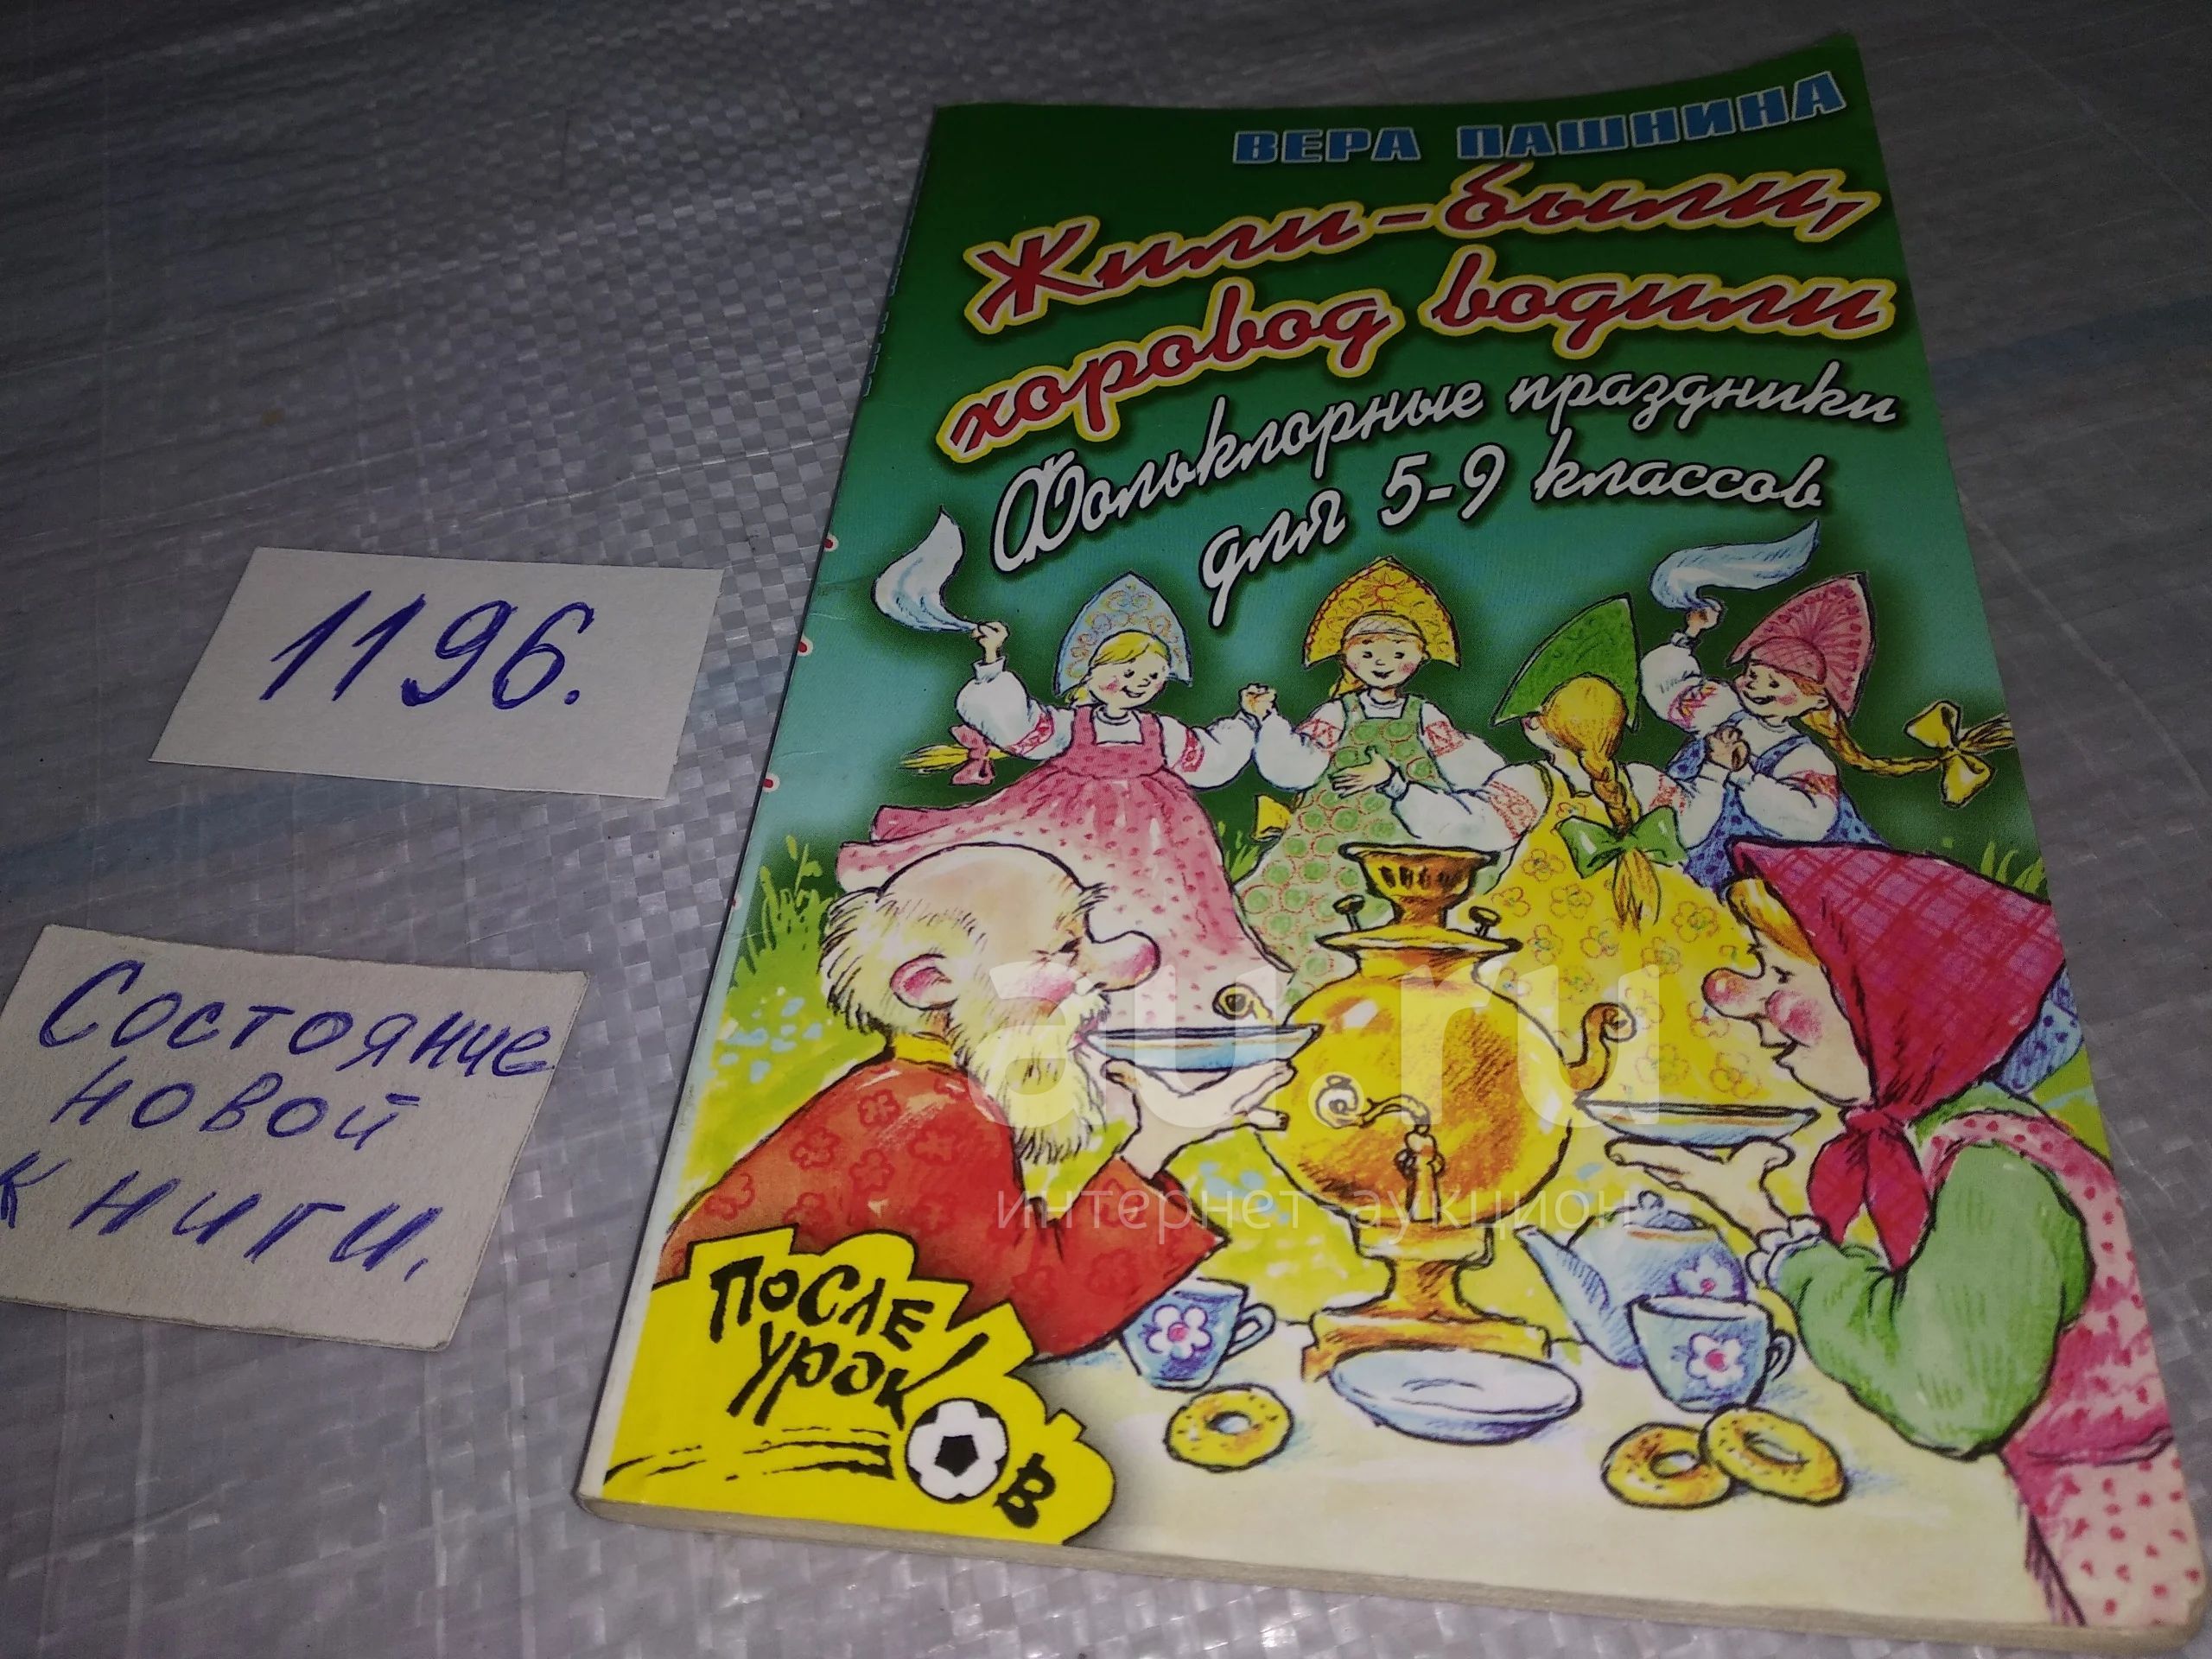 ВЕРА ПАШНИНА
Жили-были,
хоровод водили
Фольклорные праздники
для 5-9 классов
1196.
Состояние
новой
книги.
au.ru
интернет-аукцион
После
уроков